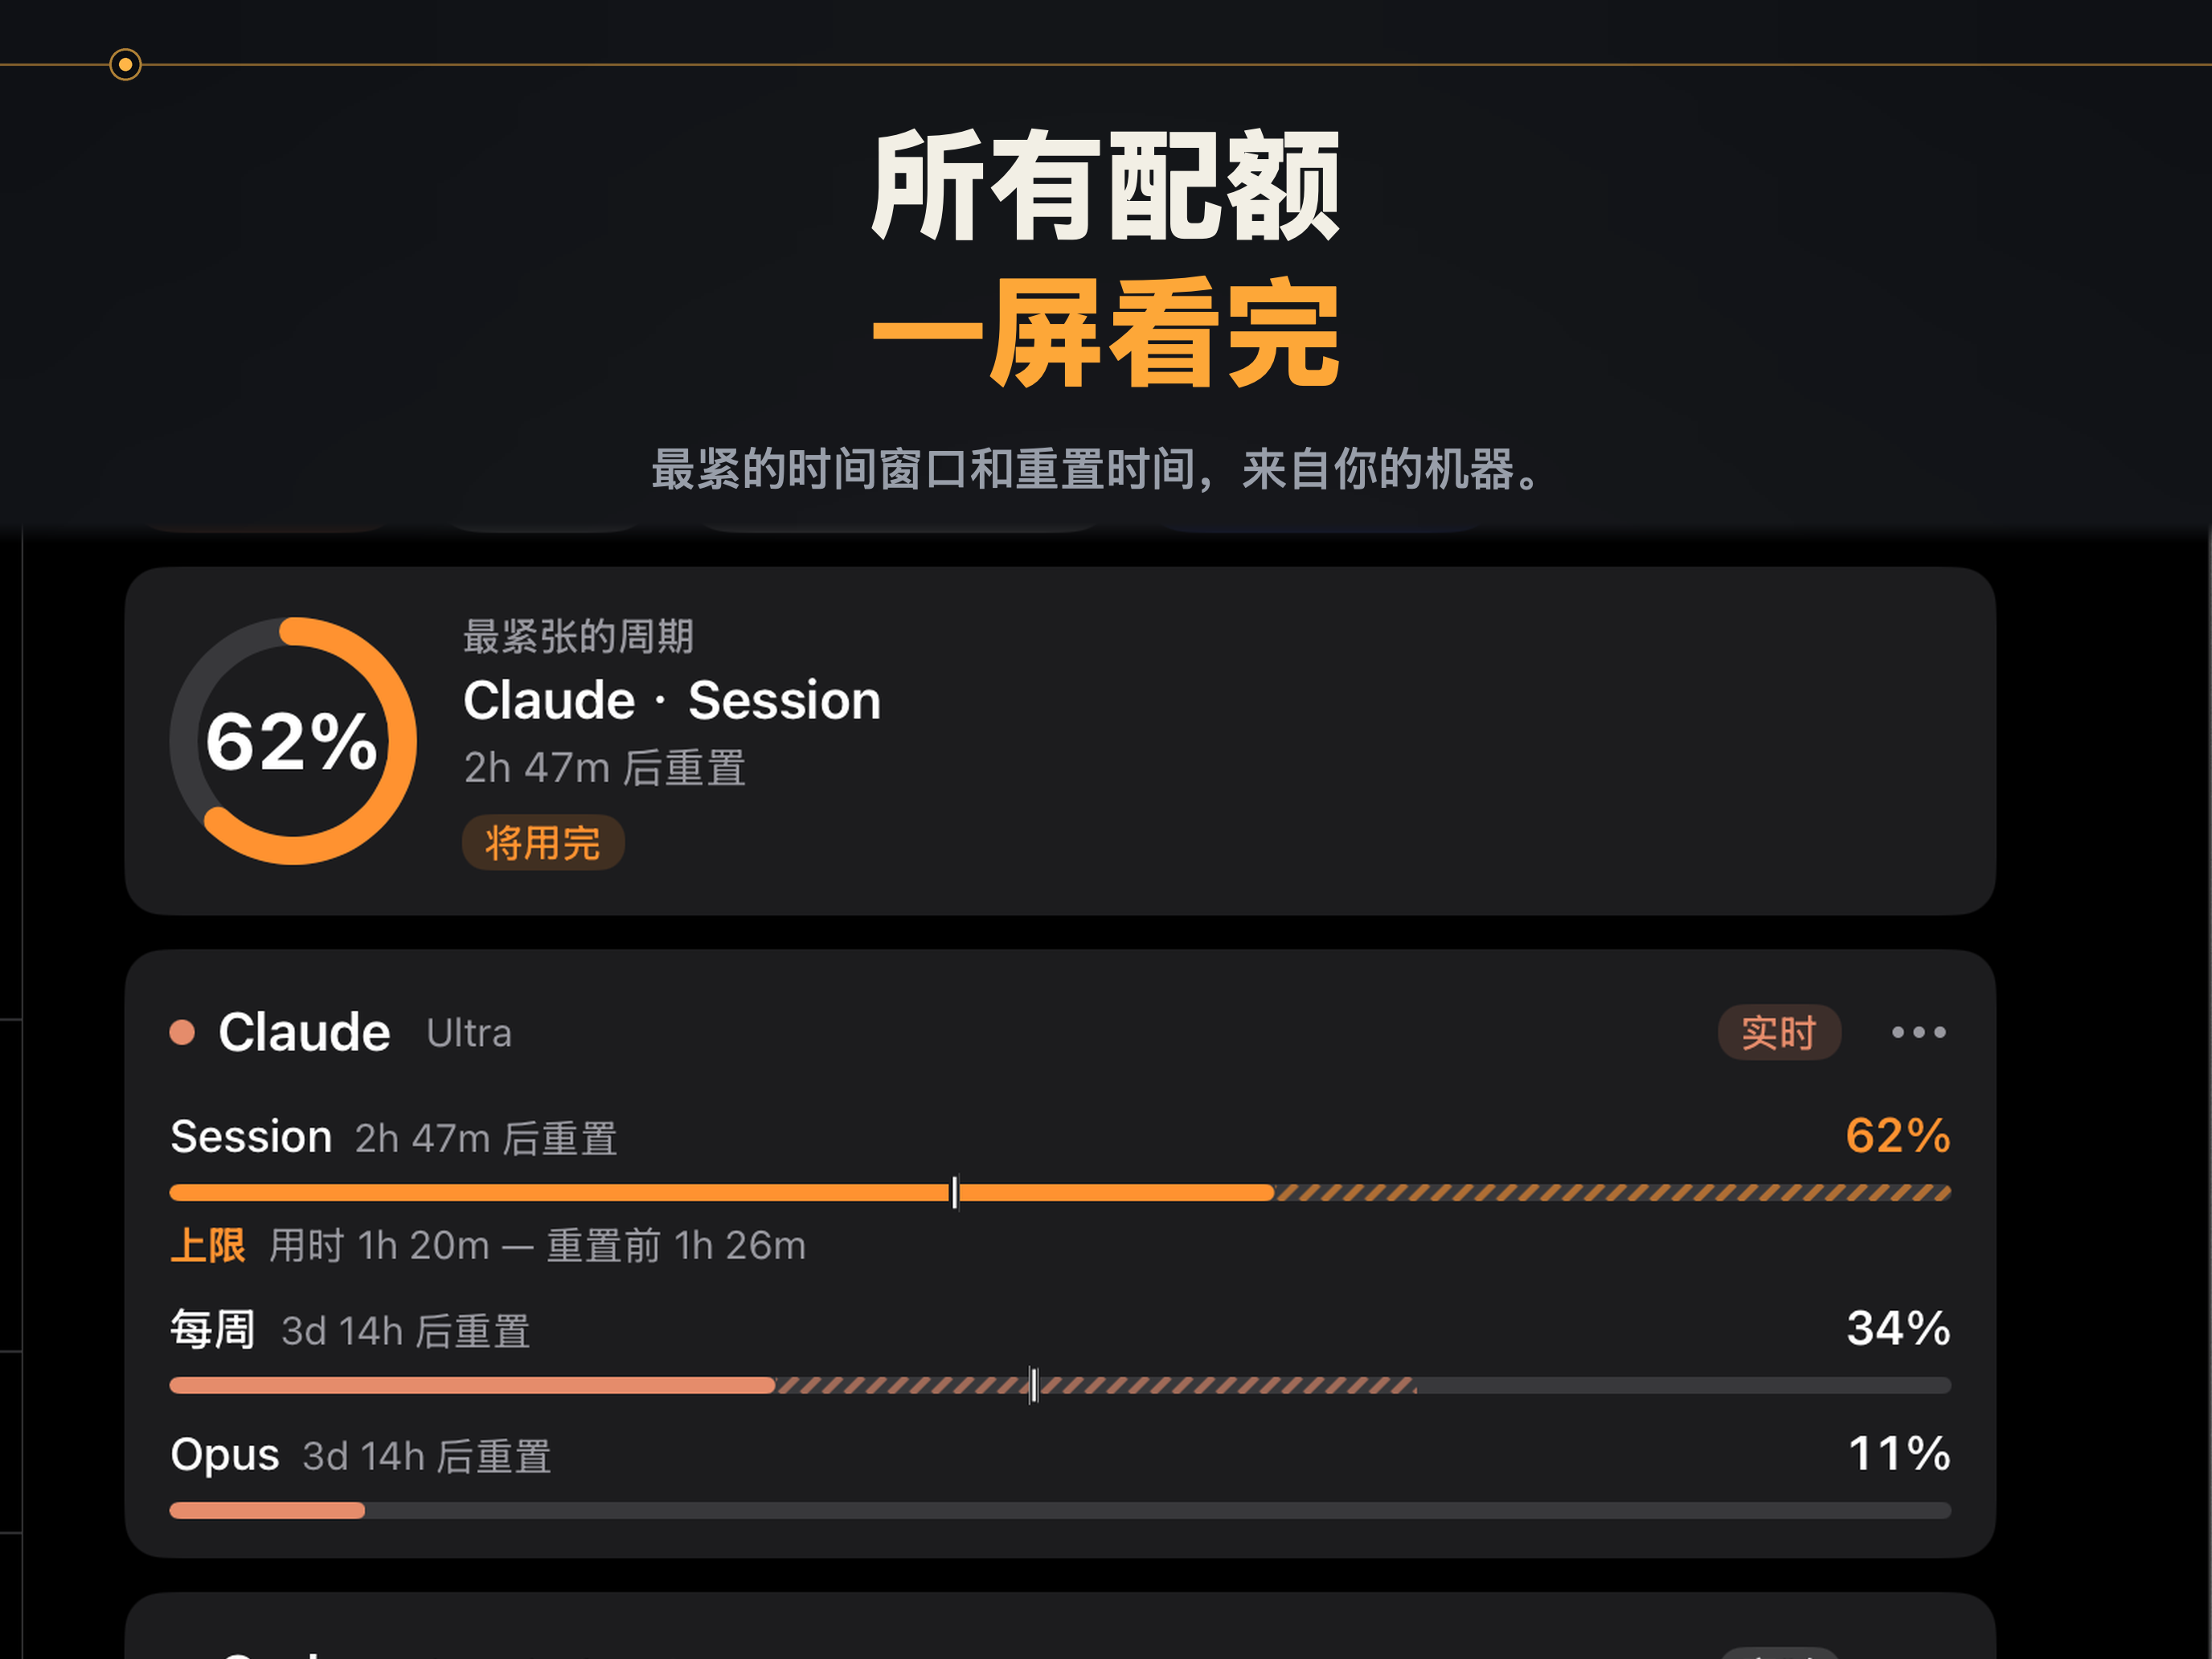 所有配额
一屏看完
最紧的时间窗口和重置时间，来自你的机器。
62%
最紧张的周期
Claude · Session
2h 47m 后重置
将用完
Claude Ultra 实时
Session 2h 47m 后重置 62%
上限 用时 1h 20m — 重置前 1h 26m
每周 3d 14h 后重置 34%
Opus 3d 14h 后重置 11%